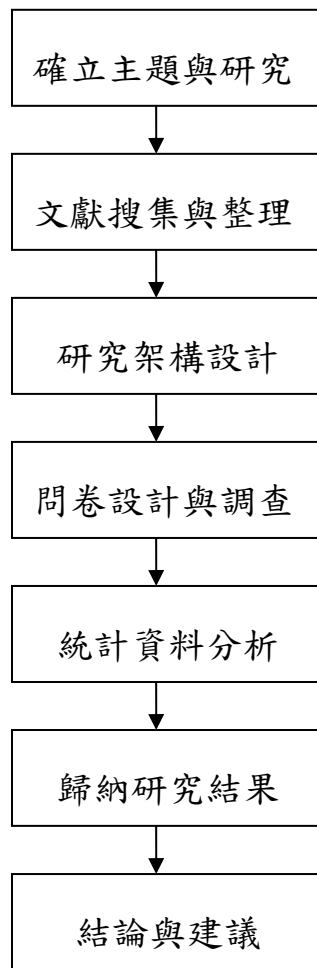 確立主題與研究
文獻搜集與整理
研究架構設計
問卷設計與調查
統計資料分析
歸納研究結果
結論與建議